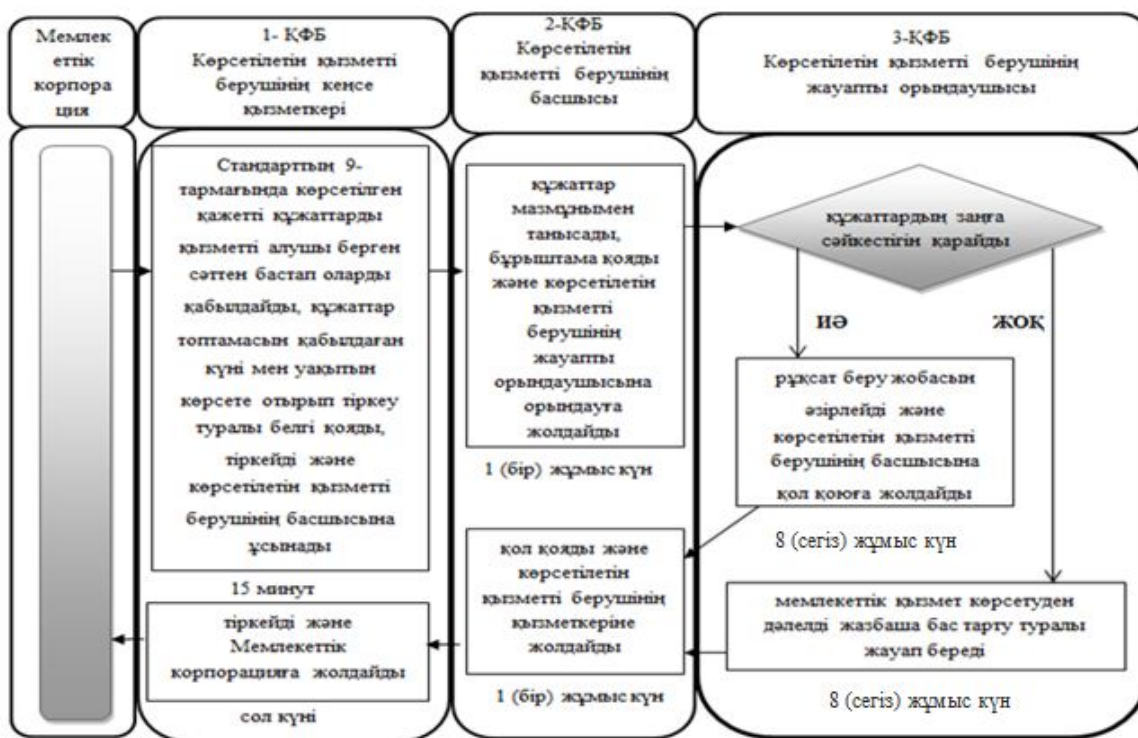 Мемлек
еттік
корпора
ция
1- ҚФБ
Көрсетілетін қызметті
берушінің кеңсе
қызметкері
2-ҚФБ
Көрсетілетін
қызметті берушінің
басшысы
3-ҚФБ
Көрсетілетін қызметті берушінің
жауапты орындаушысы
Стандарттың 9-
тармағында көрсетілген
қажетті құжаттарды
қызметті алушы берген
сәттен бастап оларды
қабылдайды, құжаттар
топтамасын қабылдаған
күні мен уақытын
көрсете отырып тіркеу
туралы белгі қояды,
тіркейді және
көрсетілетін қызметті
берушінің басшысына
ұсынады
15 минут
тіркейді және
Мемлекеттік
корпорацияға жолдайды
сол күні
құжаттар
мазмұнымен
танысады,
бұрыштама қояды
және көрсетілетін
қызметті
берушінің
жауапты
орындаушысына
орындауға
жолдайды
1 (бір) жұмыс күн
қол қояды және
көрсетілетін
қызметті берушінің
қызметкеріне
жолдайды
1 (бір) жұмыс күн
құжаттардың заңға
сәйкестігін қарайды
ИӘ
ЖОҚ
рұқсат беру жобасын
әзірлейді және
көрсетілетін қызметті
берушінің басшысына
қол қоюға жолдайды
8 (сегіз) жұмыс күн
мемлекеттік қызмет көрсетуден
дәлелді жазбаша бас тарту туралы
жауап береді
8 (сегіз) жұмыс күн